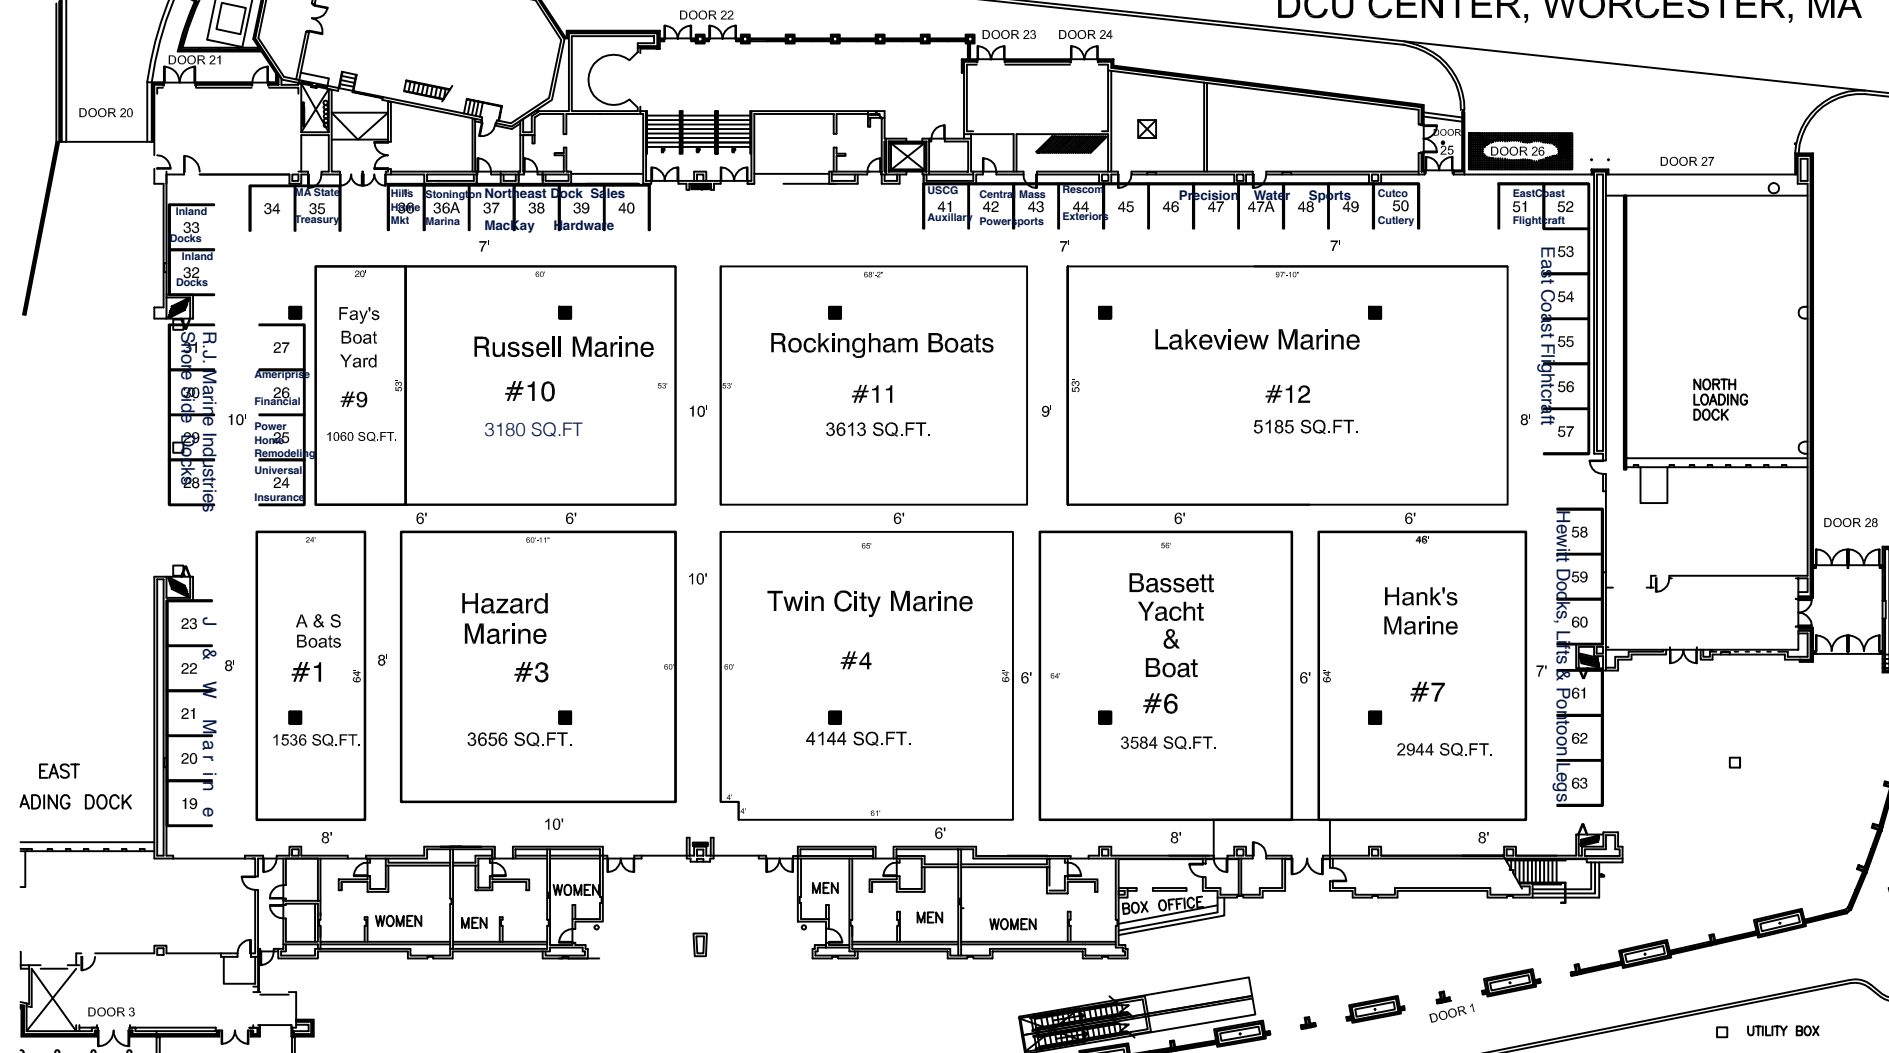 DCU CENTER, WORCESTER, MA
DOOR 22
DOOR 23
DOOR 24
DOOR 21
DOOR 20
DOOR
25
DOOR 26
DOOR 27
Inland
33
Docks
Inland
32
Docks
34
MA State
35
Treasury
Hills
36
Home
Mkt
Stonington
36A
Marina
Northeast Dock Sales
37
38
39
40
MacKay Hardware
USCG
41
Auxillary
Central Mass
42
43
Powersports
Rescom
44
Exteriors
45
46
Precision Water Sports
47
47A
48
49
Cutco
50
Cutlery
EastCoast
51
52
Flightcraft
7'
7'
7'
53
54
55
56
57
East Coast Flightcraft
31
30
29
28
R.J. Marine Industries
Shore Side Docks
10'
27
Ameriprise
26
Financial
Power
Home
25
Remodeling
Universal
24
Insurance
20'
Fay's
Boat
Yard
#9
53'
1060 SQ.FT.
60'
Russell Marine
#10
53'
3180 SQ.FT
10'
68'-2"
Rockingham Boats
53'
#11
3613 SQ.FT.
9'
97'-10"
Lakeview Marine
53'
#12
5185 SQ.FT.
8'
NORTH
LOADING
DOCK
6'
6'
6'
6'
6'
DOOR 28
58
59
60
61
62
63
Hewitt Docks, Lifts & Pontoon Legs
23
22
21
20
19
J & W Marine
8'
24'
A & S
Boats
#1
64'
1536 SQ.FT.
8'
60'-11"
Hazard
Marine
#3
60'
3656 SQ.FT.
10'
65'
Twin City Marine
60'
#4
64'
4144 SQ.FT.
4'
4'
61'
6'
56'
Bassett
Yacht
&
Boat
64'
#6
3584 SQ.FT.
6'
46'
Hank's
Marine
64'
#7
2944 SQ.FT.
7'
EAST
ADING DOCK
8'
10'
6'
8'
8'
WOMEN
MEN
WOMEN
MEN
MEN
WOMEN
BOX OFFICE
DOOR 3
DOOR 1
UTILITY BOX